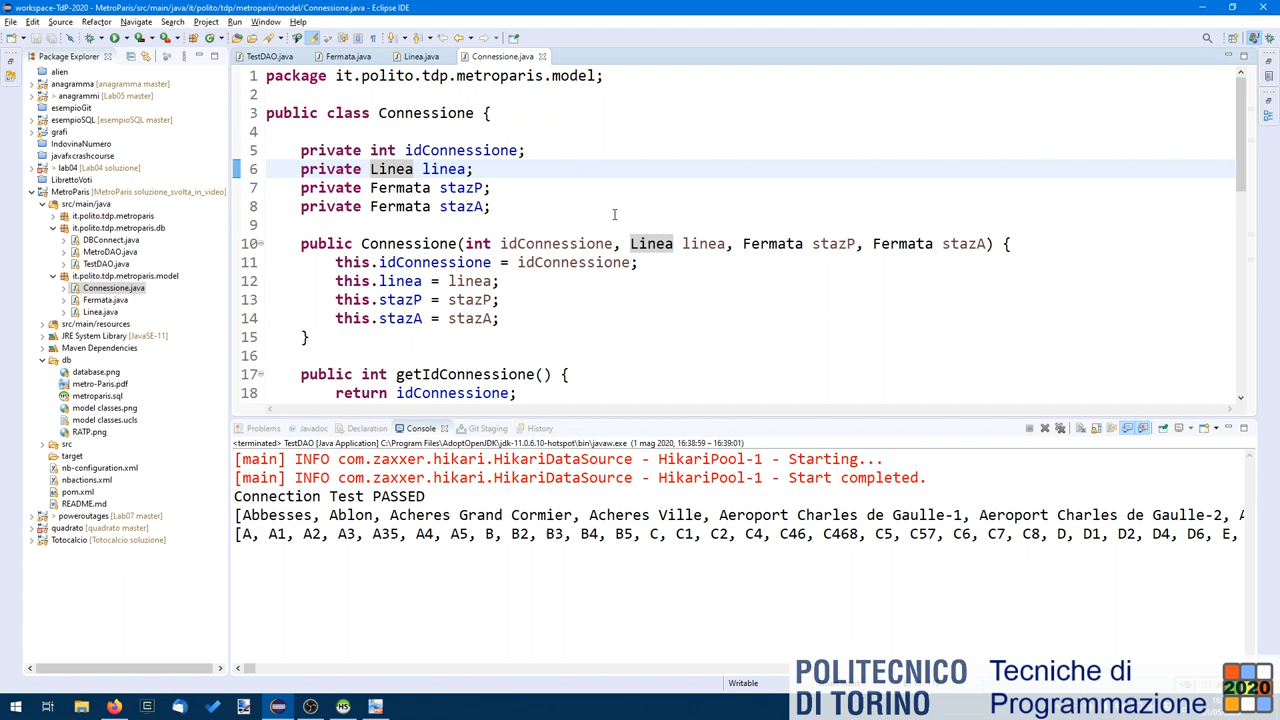 workspace-TdP-2020 - MetroParis/src/main/java/it/polito/tdp/metroparis/model/Connessione.java - Eclipse IDE
File Edit Source Refactor Navigate Search Project Run Window Help
Package Explorer
TestDAO.java Fermata.java Linea.java Connessione.java
alien
anagramma [anagramma master]
> anagrammi [Lab05 master]
esempioGit
esempioSQL [esempioSQL master]
grafi
IndovinaNumero
javafxcrashcourse
> lab04 [Lab04 soluzione]
LibrettoVoti
MetroParis [MetroParis soluzione_svolta_in_video]
src/main/java
it.polito.tdp.metroparis
it.polito.tdp.metroparis.db
DBConnect.java
MetroDAO.java
TestDAO.java
it.polito.tdp.metroparis.model
Connessione.java
Fermata.java
Linea.java
src/main/resources
JRE System Library [JavaSE-11]
Maven Dependencies
db
database.png
metro-Paris.pdf
metroparis.sql
model classes.png
model classes.ucls
RATP.png
src
target
nb-configuration.xml
nbactions.xml
pom.xml
README.md
> poweroutages [Lab07 master]
quadrato [quadrato master]
Totocalcio [Totocalcio soluzione]
1 package it.polito.tdp.metroparis.model;
2
3 public class Connessione {
4
5 private int idConnessione;
6 private Linea linea;
7 private Fermata stazP;
8 private Fermata stazA;
9
10 public Connessione(int idConnessione, Linea linea, Fermata stazP, Fermata stazA) {
11 this.idConnessione = idConnessione;
12 this.linea = linea;
13 this.stazP = stazP;
14 this.stazA = stazA;
15 }
16
17 public int getIdConnessione() {
18 return idConnessione;
Problems Javadoc Declaration Console Git Staging History
<terminated> TestDAO [Java Application] C:\Program Files\AdoptOpenJDK\jdk-11.0.6.10-hotspot\bin\javaw.exe (1 mag 2020, 16:38:59 – 16:39:01)
[main] INFO com.zaxxer.hikari.HikariDataSource - HikariPool-1 - Starting...
[main] INFO com.zaxxer.hikari.HikariDataSource - HikariPool-1 - Start completed.
Connection Test PASSED
[Abbesses, Ablon, Acheres Grand Cormier, Acheres Ville, Aeroport Charles de Gaulle-1, Aeroport Charles de Gaulle-2, A
[A, A1, A2, A3, A35, A4, A5, B, B2, B3, B4, B5, C, C1, C2, C4, C46, C468, C5, C57, C6, C7, C8, D, D1, D2, D4, D6, E,
Writable
POLITECNICO
DI TORINO
Tecniche di
Programmazione
2020